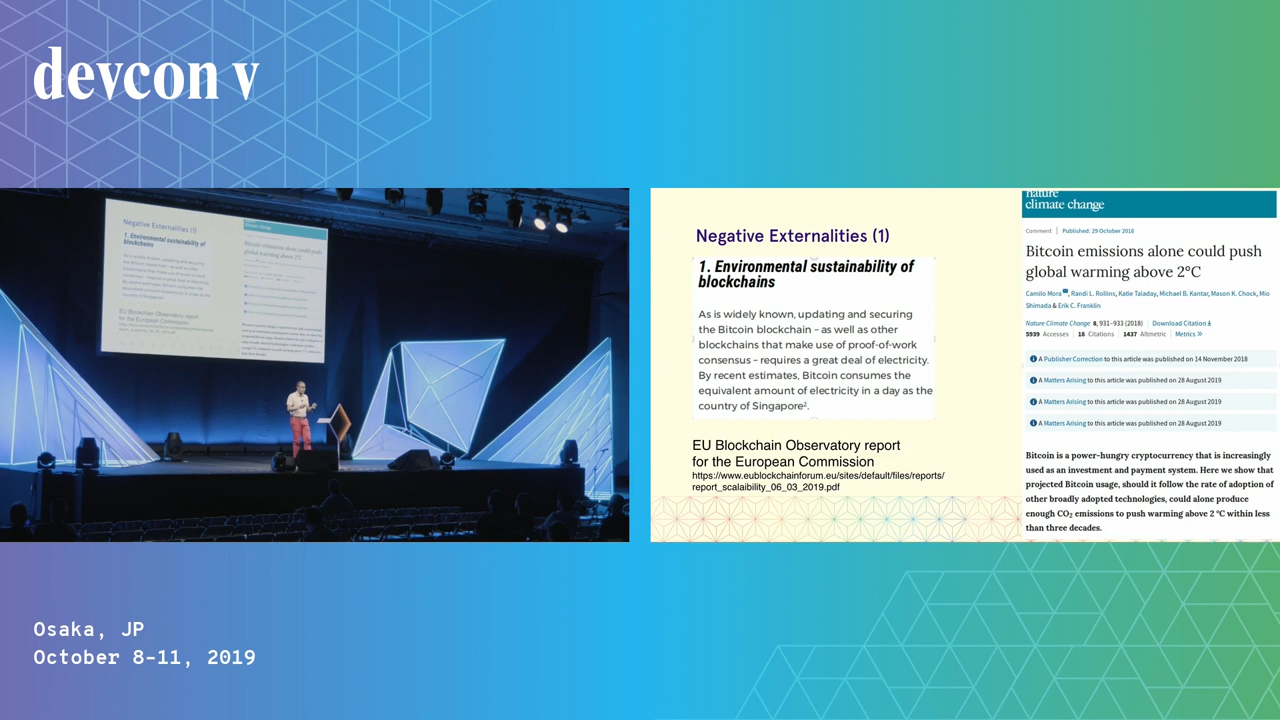 devcon v
Negative Externalities (1)
1. Environmental sustainability of
blockchains
As is widely known, updating and securing
the Bitcoin blockchain – as well as other
blockchains that make use of proof-of-work
consensus – requires a great deal of electricity.
By recent estimates, Bitcoin consumes the
equivalent amount of electricity in a day as the
country of Singapore².
EU Blockchain Observatory report
for the European Commission
https://www.eublockchainforum.eu/sites/default/files/reports/
report_scalaibility_06_03_2019.pdf
nature
climate change
Comment | Published: 29 October 2018
Bitcoin emissions alone could push
global warming above 2°C
Camilo Mora, Randi L. Rollins, Katie Taladay, Michael B. Kantar, Mason K. Chock, Mio
Shimada & Erik C. Franklin
Nature Climate Change 8, 931–933 (2018) | Download Citation
5939 Accesses | 18 Citations | 1437 Altmetric | Metrics »
A Publisher Correction to this article was published on 14 November 2018
A Matters Arising to this article was published on 28 August 2019
A Matters Arising to this article was published on 28 August 2019
A Matters Arising to this article was published on 28 August 2019
Bitcoin is a power-hungry cryptocurrency that is increasingly
used as an investment and payment system. Here we show that
projected Bitcoin usage, should it follow the rate of adoption of
other broadly adopted technologies, could alone produce
enough CO₂ emissions to push warming above 2 °C within less
than three decades.
Negative Externalities (1)
1. Environmental sustainability of
blockchains
Osaka, JP
October 8-11, 2019